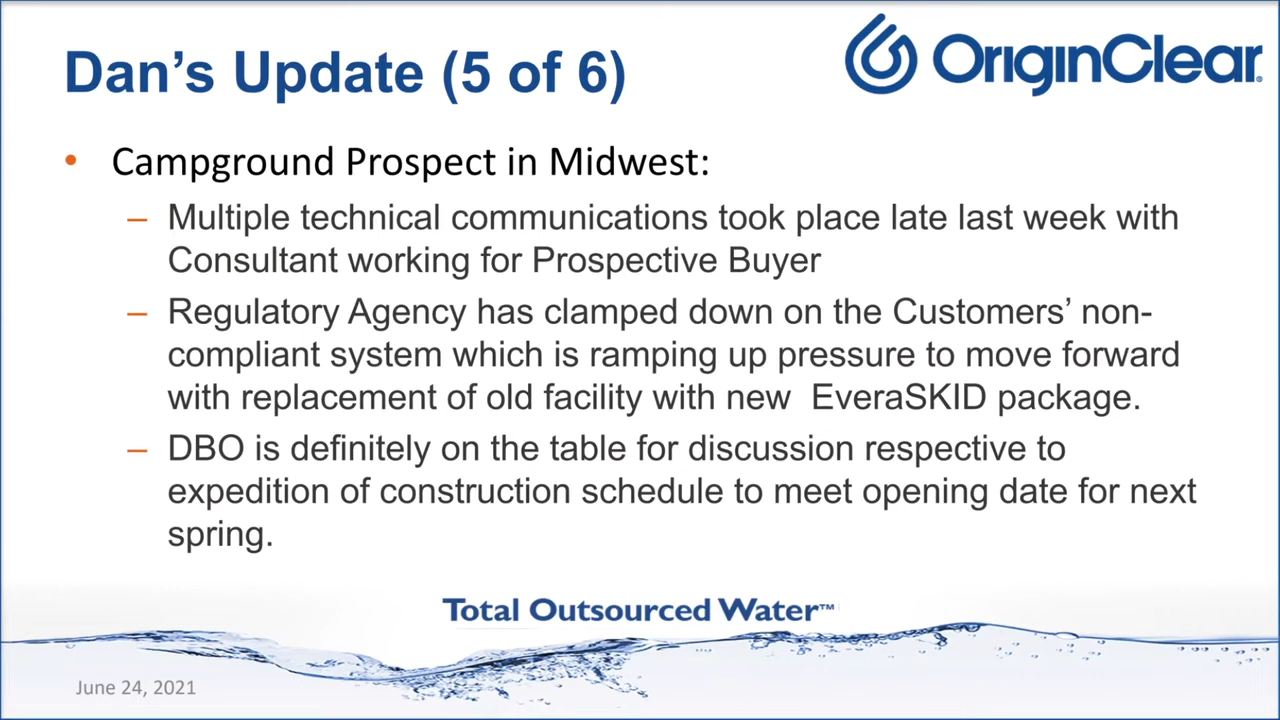 Dan’s Update (5 of 6)
OriginClear®
• Campground Prospect in Midwest:
– Multiple technical communications took place late last week with
Consultant working for Prospective Buyer
– Regulatory Agency has clamped down on the Customers’ non-
compliant system which is ramping up pressure to move forward
with replacement of old facility with new  EveraSKID package.
– DBO is definitely on the table for discussion respective to
expedition of construction schedule to meet opening date for next
spring.
Total Outsourced Water™
June 24, 2021